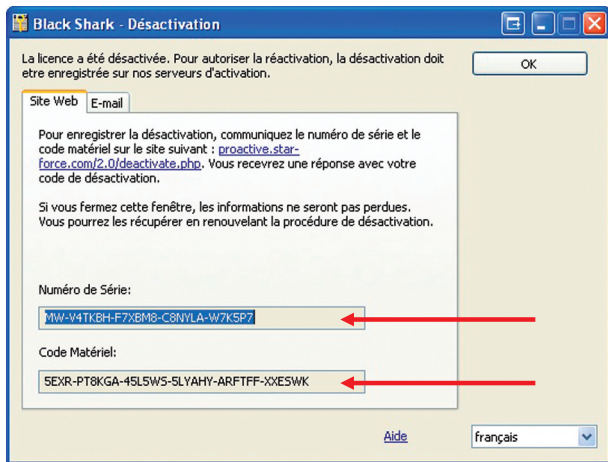 Black Shark - Désactivation
La licence a été désactivée. Pour autoriser la réactivation, la désactivation doit
etre enregistrée sur nos serveurs d'activation.
OK
Site Web
E-mail
Pour enregistrer la désactivation, communiquez le numéro de série et le
code matériel sur le site suivant : proactive.star-
force.com/2.0/deactivate.php. Vous recevrez une réponse avec votre
code de désactivation.
Si vous fermez cette fenêtre, les informations ne seront pas perdues.
Vous pourrez les récupérer en renouvelant la procédure de désactivation.
Numéro de Série:
MW-V4TKBH-F7XBM8-C8NYLA-W7K5P7
Code Matériel:
5EXR-PT8KGA-45L5WS-5LYAHY-ARFTFF-XXESWK
Aide
français